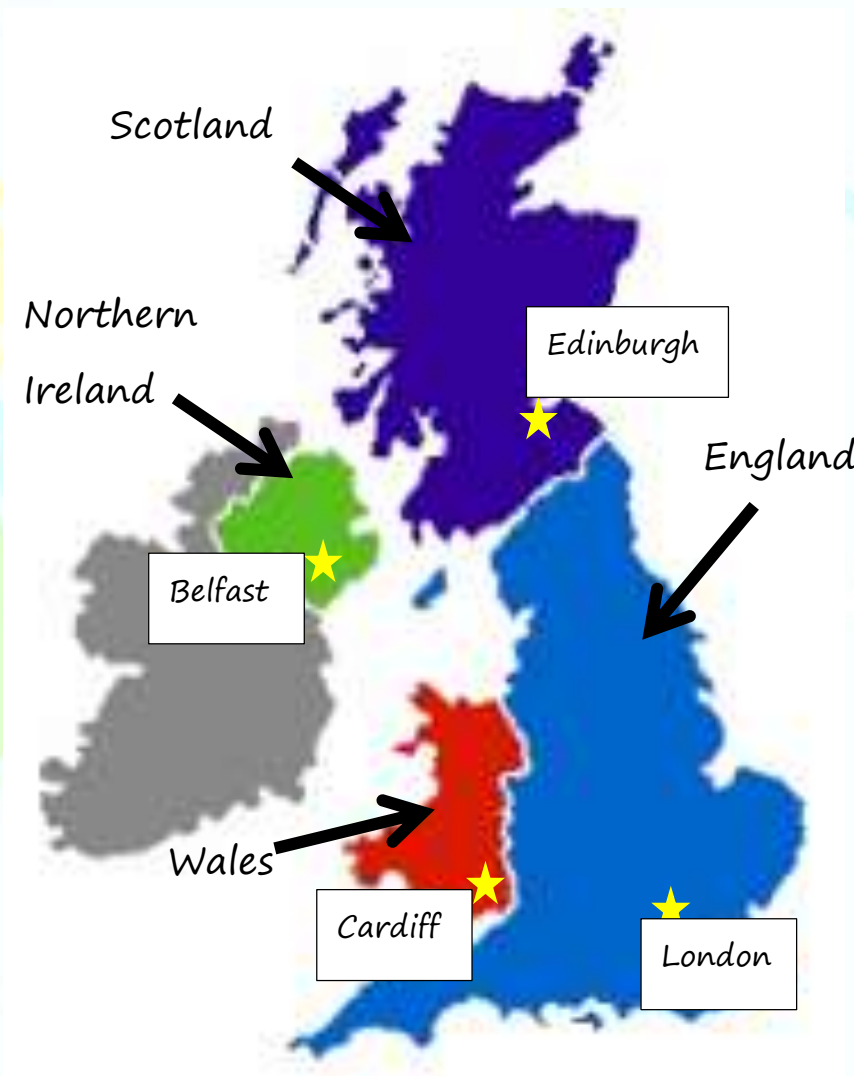 Scotland
Northern
Ireland
Edinburgh
England
Belfast
Wales
Cardiff
London